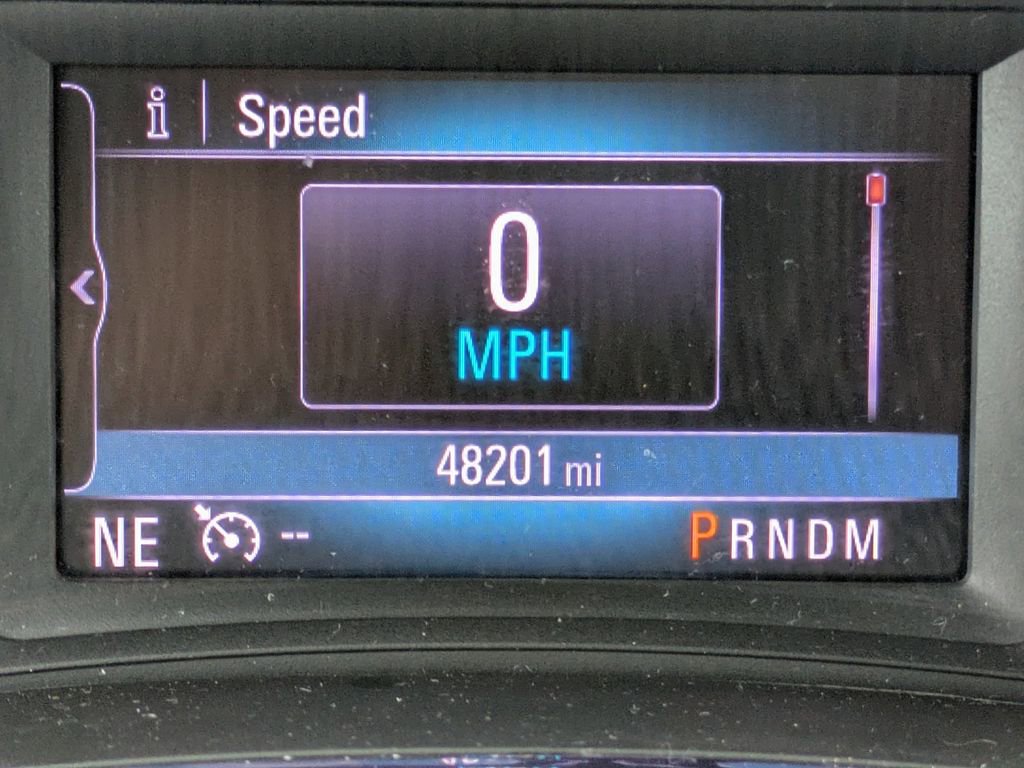 i Speed
0
MPH
48201 mi
NE -- PRNDM